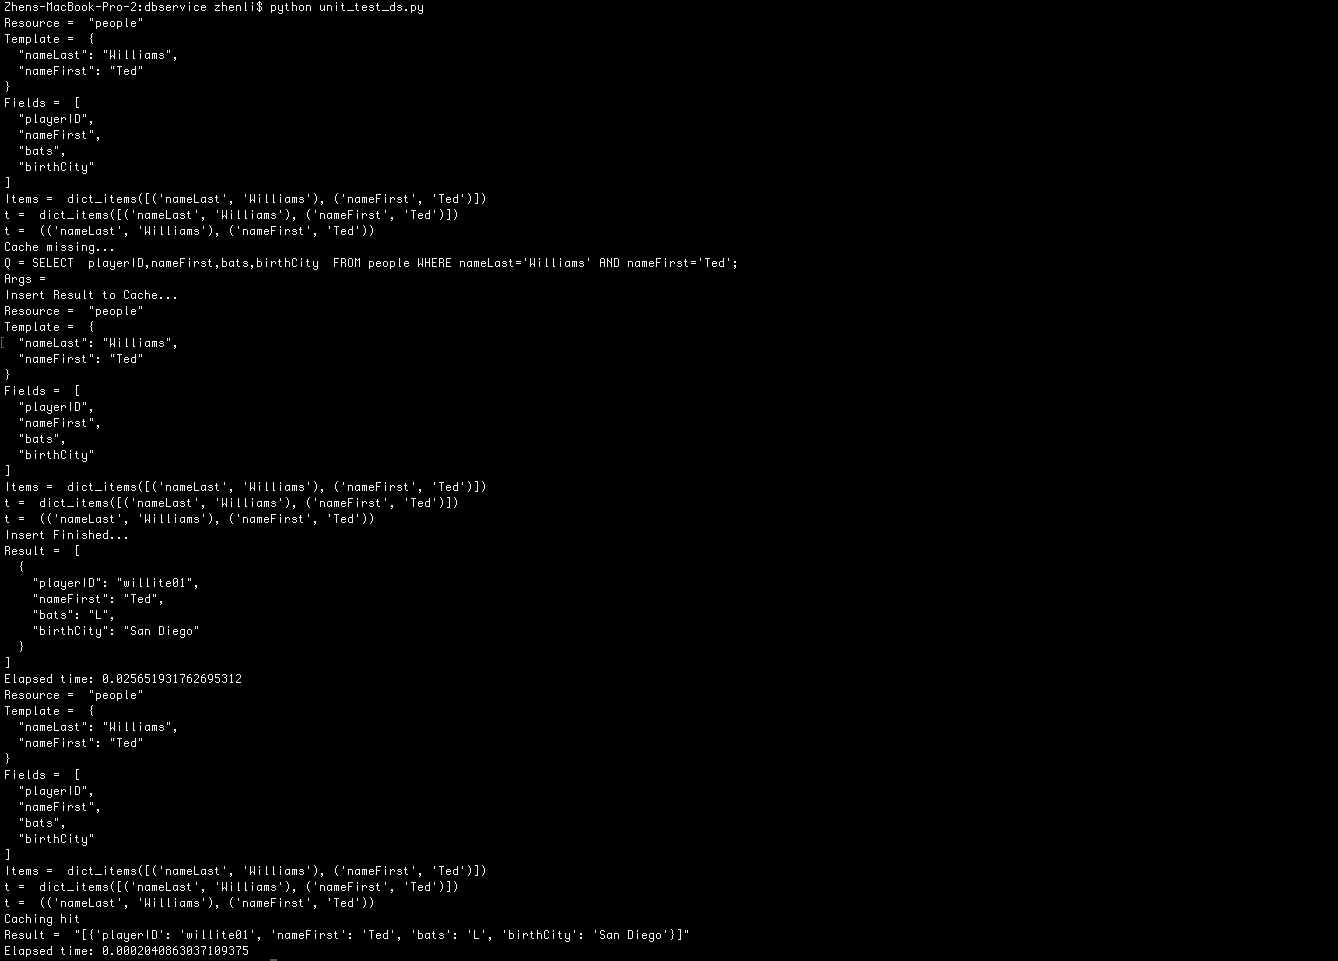 Zhens-MacBook-Pro-2:dbservice zhenli$ python unit_test_ds.py
Resource =  "people"
Template =  {
  "nameLast": "Williams",
  "nameFirst": "Ted"
}
Fields =  [
  "playerID",
  "nameFirst",
  "bats",
  "birthCity"
]
Items =  dict_items([('nameLast', 'Williams'), ('nameFirst', 'Ted')])
t =  dict_items([('nameLast', 'Williams'), ('nameFirst', 'Ted')])
t =  (('nameLast', 'Williams'), ('nameFirst', 'Ted'))
Cache missing...
Q = SELECT  playerID,nameFirst,bats,birthCity  FROM people WHERE nameLast='Williams' AND nameFirst='Ted';
Args =
Insert Result to Cache...
Resource =  "people"
Template =  {
[ "nameLast": "Williams",
  "nameFirst": "Ted"
}
Fields =  [
  "playerID",
  "nameFirst",
  "bats",
  "birthCity"
]
Items =  dict_items([('nameLast', 'Williams'), ('nameFirst', 'Ted')])
t =  dict_items([('nameLast', 'Williams'), ('nameFirst', 'Ted')])
t =  (('nameLast', 'Williams'), ('nameFirst', 'Ted'))
Insert Finished...
Result =  [
  {
    "playerID": "willite01",
    "nameFirst": "Ted",
    "bats": "L",
    "birthCity": "San Diego"
  }
]
Elapsed time: 0.025651931762695312
Resource =  "people"
Template =  {
  "nameLast": "Williams",
  "nameFirst": "Ted"
}
Fields =  [
  "playerID",
  "nameFirst",
  "bats",
  "birthCity"
]
Items =  dict_items([('nameLast', 'Williams'), ('nameFirst', 'Ted')])
t =  dict_items([('nameLast', 'Williams'), ('nameFirst', 'Ted')])
t =  (('nameLast', 'Williams'), ('nameFirst', 'Ted'))
Caching hit
Result =  "[{'playerID': 'willite01', 'nameFirst': 'Ted', 'bats': 'L', 'birthCity': 'San Diego'}]"
Elapsed time: 0.0002040863037109375